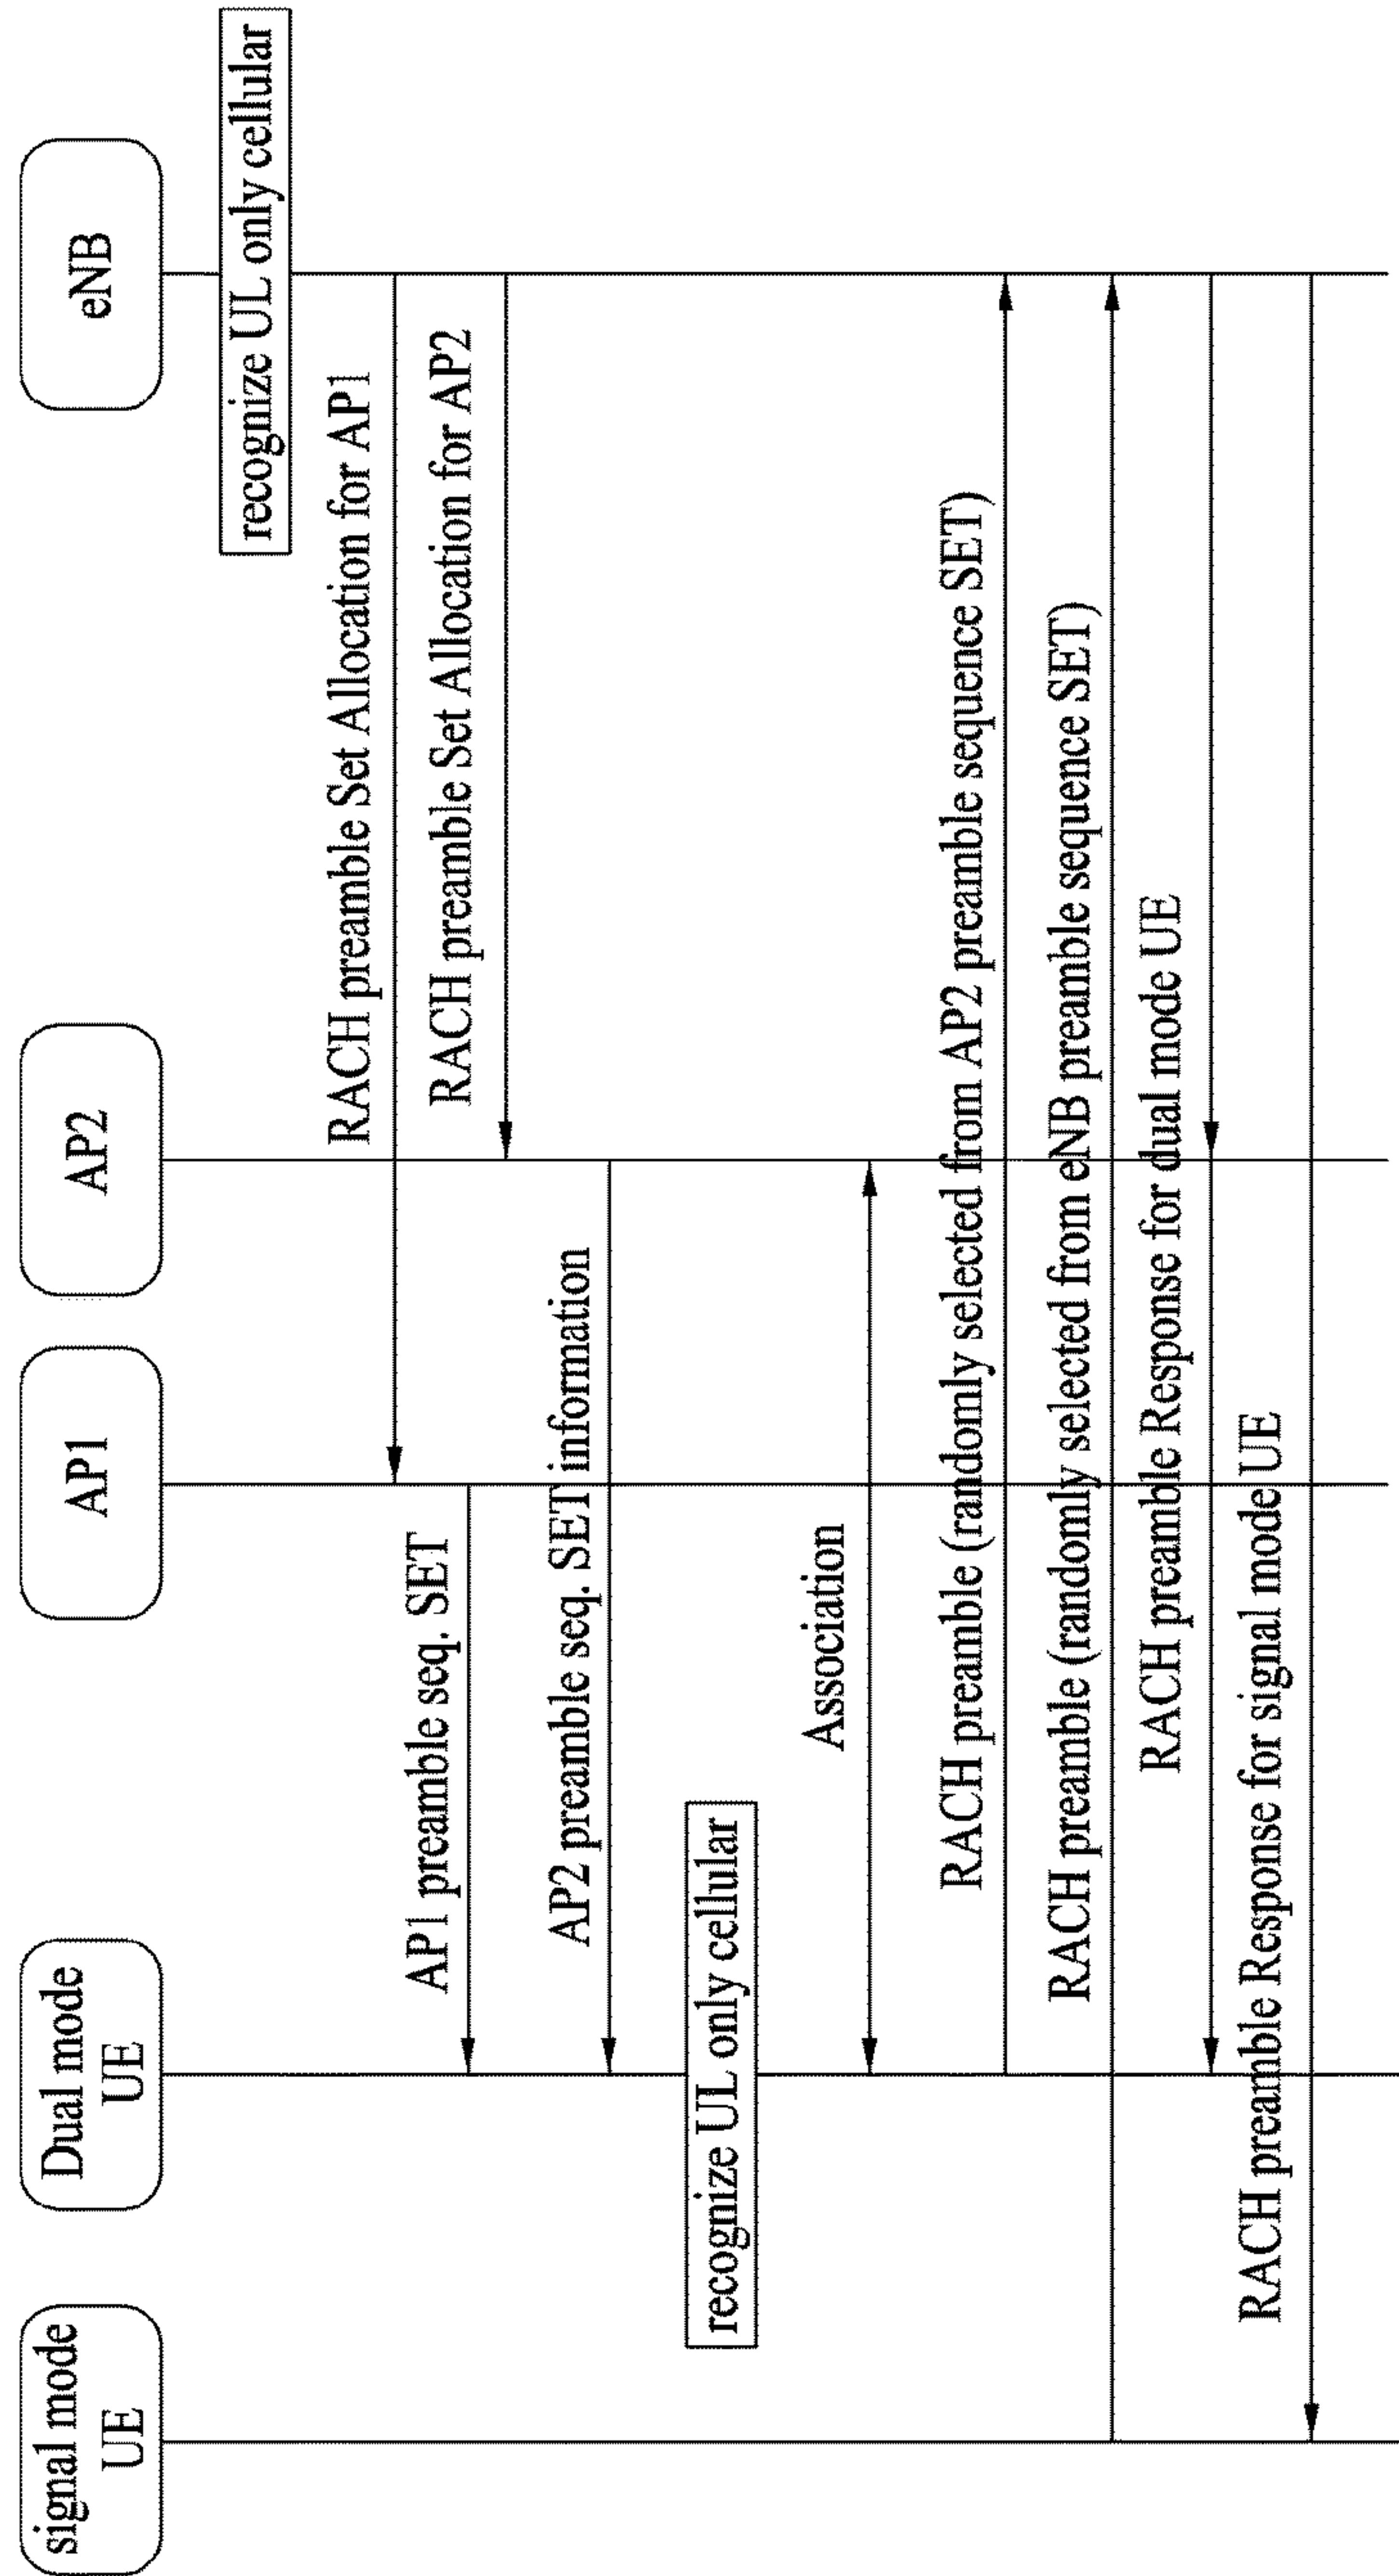 signal mode
UE
Dual mode
UE
AP1
AP2
eNB
recognize UL only cellular
RACH preamble Set Allocation for AP1
AP1 preamble seq. SET
RACH preamble Set Allocation for AP2
AP2 preamble seq. SET information
recognize UL only cellular
Association
RACH preamble (randomly selected from AP2 preamble sequence SET)
RACH preamble (randomly selected from eNB preamble sequence SET)
RACH preamble Response for dual mode UE
RACH preamble Response for signal mode UE